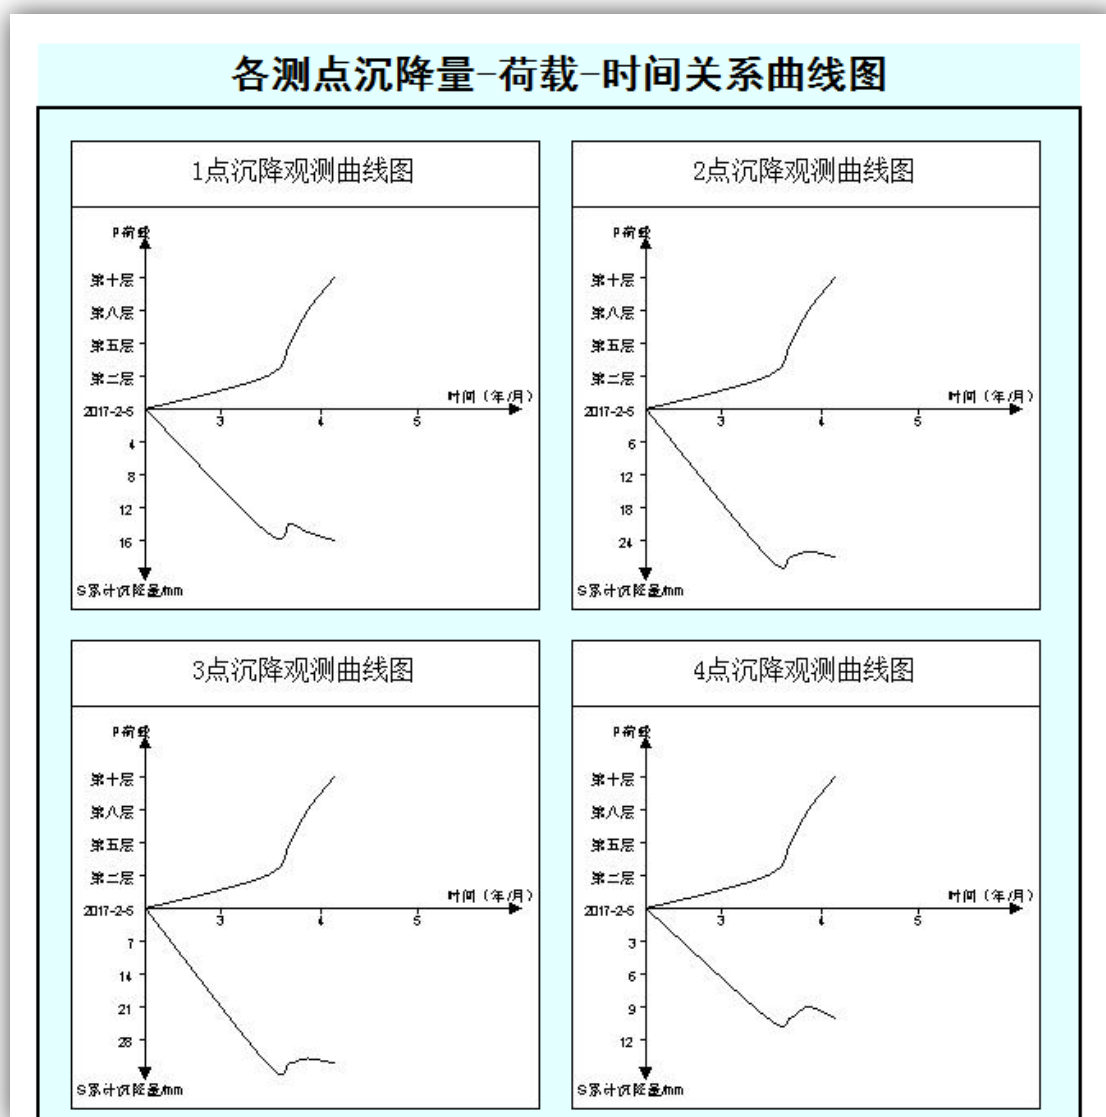 各测点沉降量-荷载-时间关系曲线图
1点沉降观测曲线图
P荷载
第十层
第八层
第五层
第二层
2017-2-5
时间（年/月）
3
4
5
4
8
12
16
S累计沉降量/mm
2点沉降观测曲线图
P荷载
第十层
第八层
第五层
第二层
2017-2-5
时间（年/月）
3
4
5
6
12
18
24
S累计沉降量/mm
3点沉降观测曲线图
P荷载
第十层
第八层
第五层
第二层
2017-2-5
时间（年/月）
3
4
5
7
14
21
28
S累计沉降量/mm
4点沉降观测曲线图
P荷载
第十层
第八层
第五层
第二层
2017-2-5
时间（年/月）
3
4
5
3
6
9
12
S累计沉降量/mm